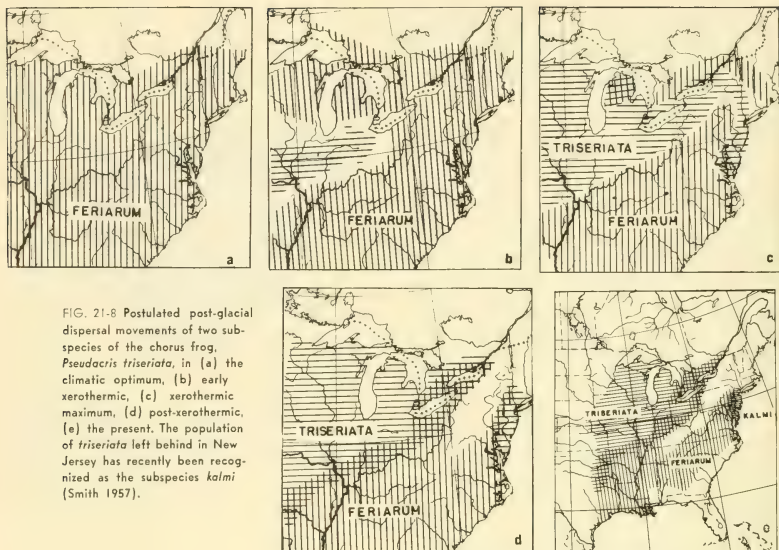 FERIARUM
a
FERIARUM
b
TRISERIATA
FERIARUM
c
FIG. 21-8 Postulated post-glacial
dispersal movements of two sub-
species of the chorus frog,
Pseudacris triseriata, in (a) the
climatic optimum, (b) early
xerothermic, (c) xerothermic
maximum, (d) post-xerothermic,
(e) the present. The population
of triseriata left behind in New
Jersey has recently been recog-
nized as the subspecies kalmi
(Smith 1957).
TRISERIATA
FERIARUM
d
TRISERIATA
KALMI
FERIARUM
e